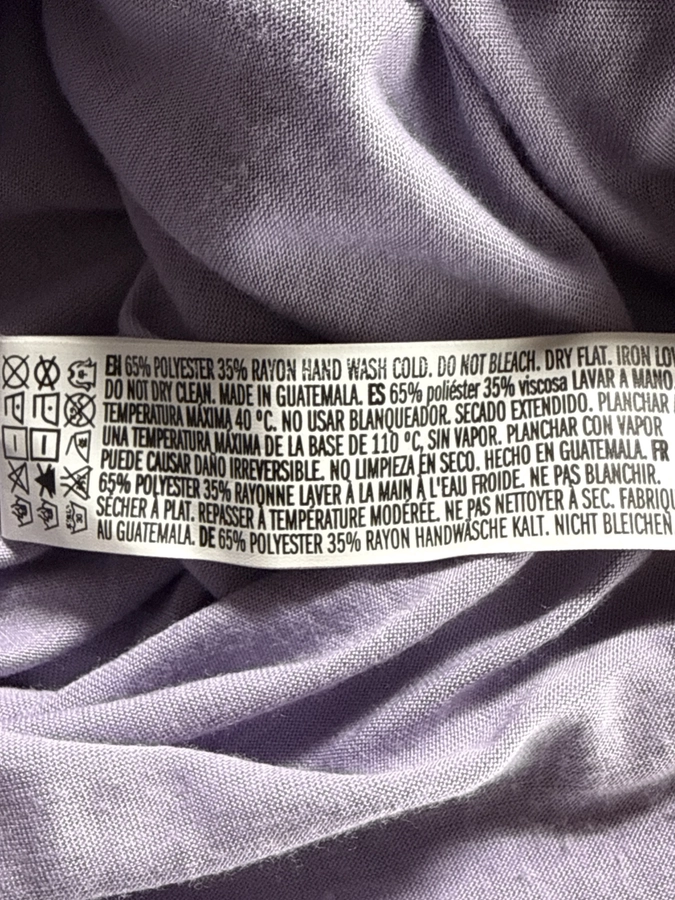 EN 65% POLYESTER 35% RAYON HAND WASH COLD. DO NOT BLEACH. DRY FLAT. IRON LOW
DO NOT DRY CLEAN. MADE IN GUATEMALA. ES 65% poliéster 35% viscosa LAVAR A MANO
TEMPERATURA MÁXIMA 40 °C. NO USAR BLANQUEADOR. SECADO EXTENDIDO. PLANCHAR A
UNA TEMPERATURA MÁXIMA DE LA BASE DE 110 °C, SIN VAPOR. PLANCHAR CON VAPOR
PUEDE CAUSAR DAÑO IRREVERSIBLE. NO LIMPIEZA EN SECO. HECHO EN GUATEMALA. FR
65% POLYESTER 35% RAYONNE LAVER À LA MAIN À L'EAU FROIDE. NE PAS BLANCHIR.
SÉCHER À PLAT. REPASSER À TEMPÉRATURE MODÉRÉE. NE PAS NETTOYER À SEC. FABRIQU
AU GUATEMALA. DE 65% POLYESTER 35% RAYON HANDWÄSCHE KALT. NICHT BLEICHEN